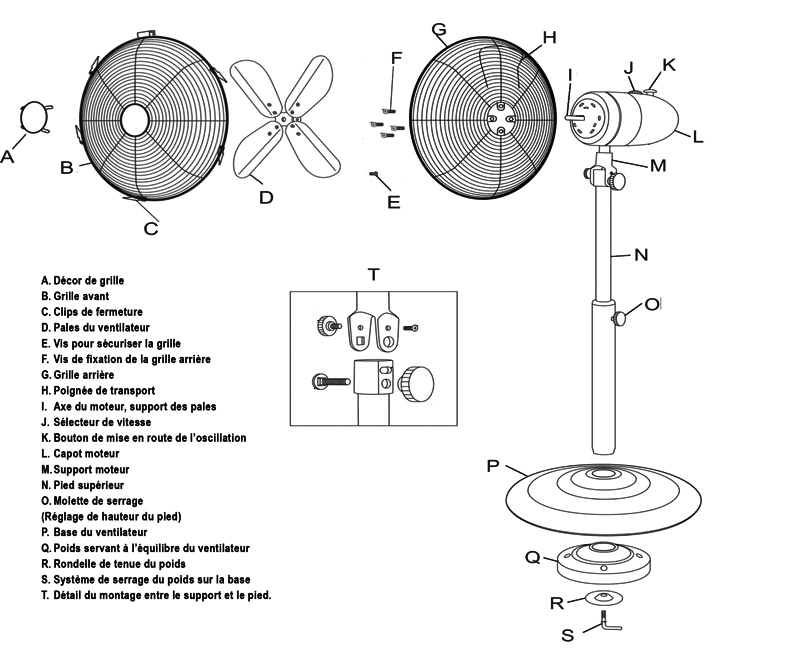 A
B
C
D
E
F
G
H
I
J
K
L
M
N
O
P
Q
R
S
T
A. Décor de grille
B. Grille avant
C. Clips de fermeture
D. Pales du ventilateur
E. Vis pour sécuriser la grille
F. Vis de fixation de la grille arrière
G. Grille arrière
H. Poignée de transport
I. Axe du moteur, support des pales
J. Sélecteur de vitesse
K. Bouton de mise en route de l'oscillation
L. Capot moteur
M. Support moteur
N. Pied supérieur
O. Molette de serrage
(Réglage de hauteur du pied)
P. Base du ventilateur
Q. Poids servant à l'équilibre du ventilateur
R. Rondelle de tenue du poids
S. Système de serrage du poids sur la base
T. Détail du montage entre le support et le pied.